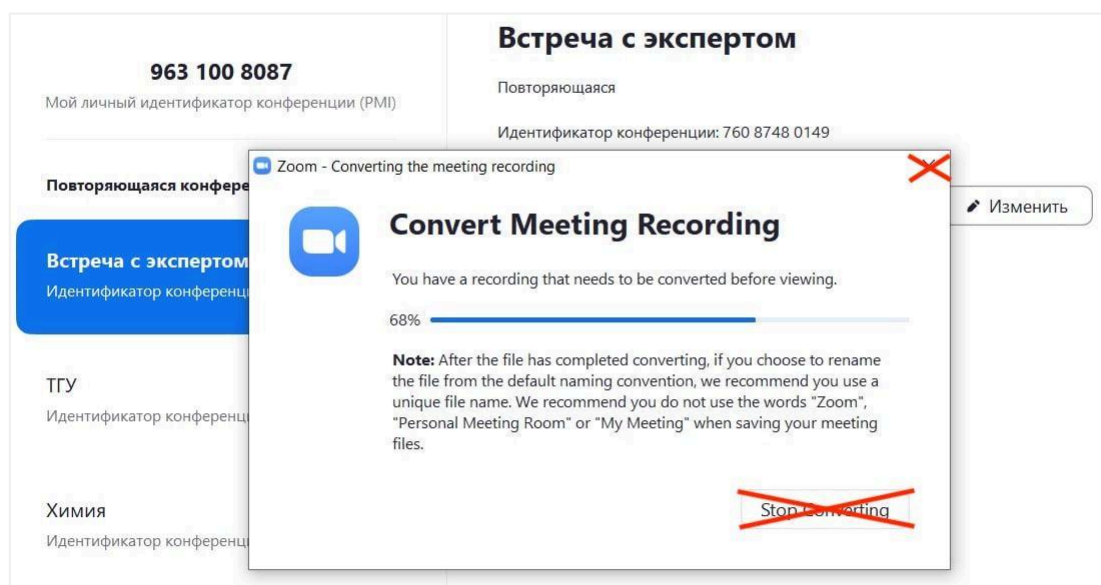 963 100 8087
Мой личный идентификатор конференции (PMI)
Повторяющаяся конфере
Встреча с экспертом
Идентификатор конференц
ТГУ
Идентификатор конференц
Химия
Идентификатор конференц
Встреча с экспертом
Повторяющаяся
Идентификатор конференции: 760 8748 0149
Изменить
Zoom - Converting the meeting recording
Convert Meeting Recording
You have a recording that needs to be converted before viewing.
68%
Note: After the file has completed converting, if you choose to rename
the file from the default naming convention, we recommend you use a
unique file name. We recommend you do not use the words "Zoom",
"Personal Meeting Room" or "My Meeting" when saving your meeting
files.
Stop Converting